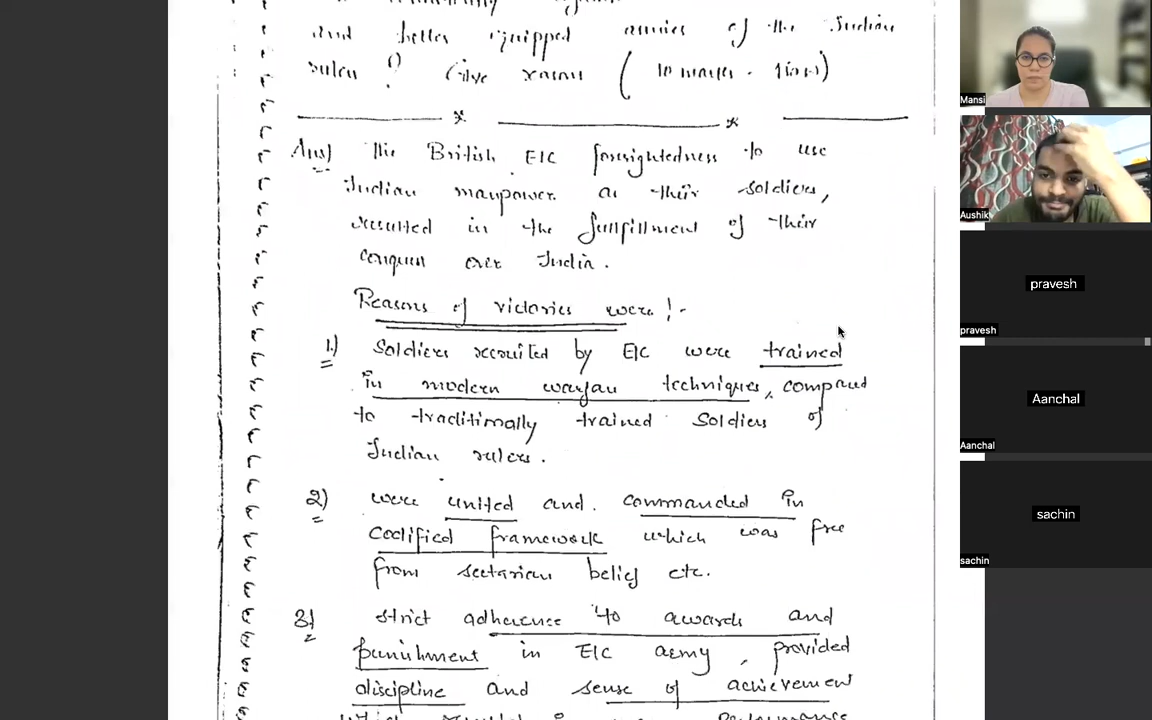 and better equipped armies of the Indian
rulers? Give reason (10 marks -
Ans) The British EIC foresightedness to use
Indian manpower as their soldiers,
resulted in the fullfillment of their
conquest over India.
Reasons of victories were :-
1.) Soldiers recruited by EIC were trained
in modern warfare techniques, compared
to traditimally trained Soldiers of
Indian rulers.
2) were united and commanded in
codified framework which was free
from sectarian belief etc.
3) strict adherence to awards and
punishment in EIC army, provided
discipline and sense of achievement
performance
Mansi
Aushik
pravesh
pravesh
Aanchal
Aanchal
sachin
sachin